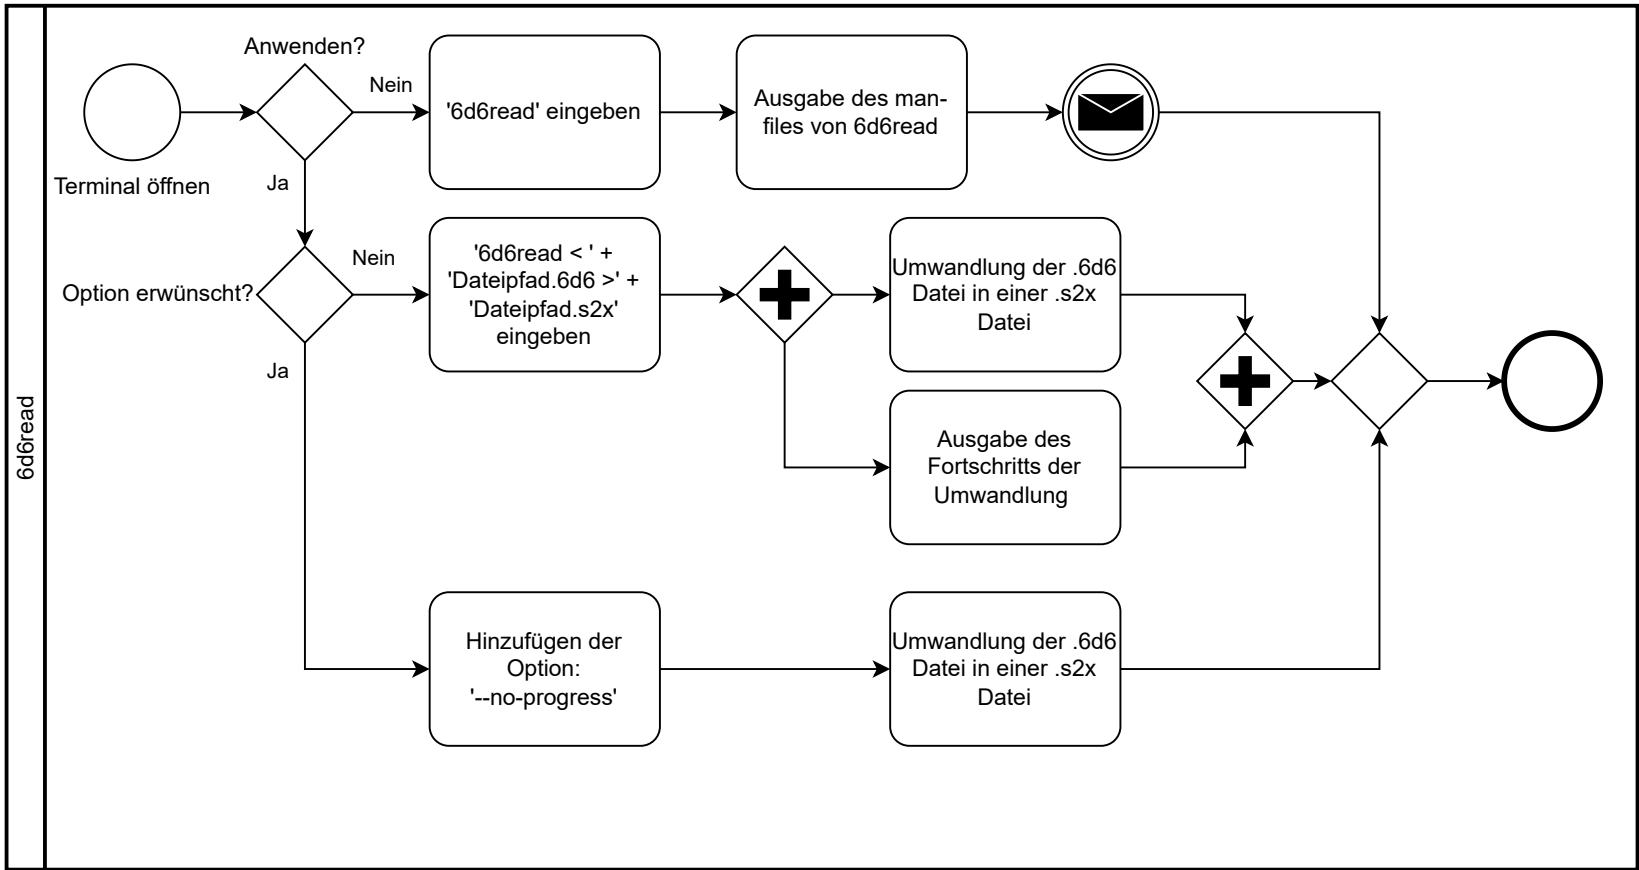 6d6read
Anwenden?
Nein
'6d6read' eingeben
Ausgabe des man-
files von 6d6read
Terminal öffnen
Ja
Option erwünscht?
Nein
'6d6read < ' +
'Dateipfad.6d6 >' +
'Dateipfad.s2x'
eingeben
Umwandlung der .6d6
Datei in einer .s2x
Datei
Ja
Ausgabe des
Fortschritts der
Umwandlung
Hinzufügen der
Option:
'--no-progress'
Umwandlung der .6d6
Datei in einer .s2x
Datei